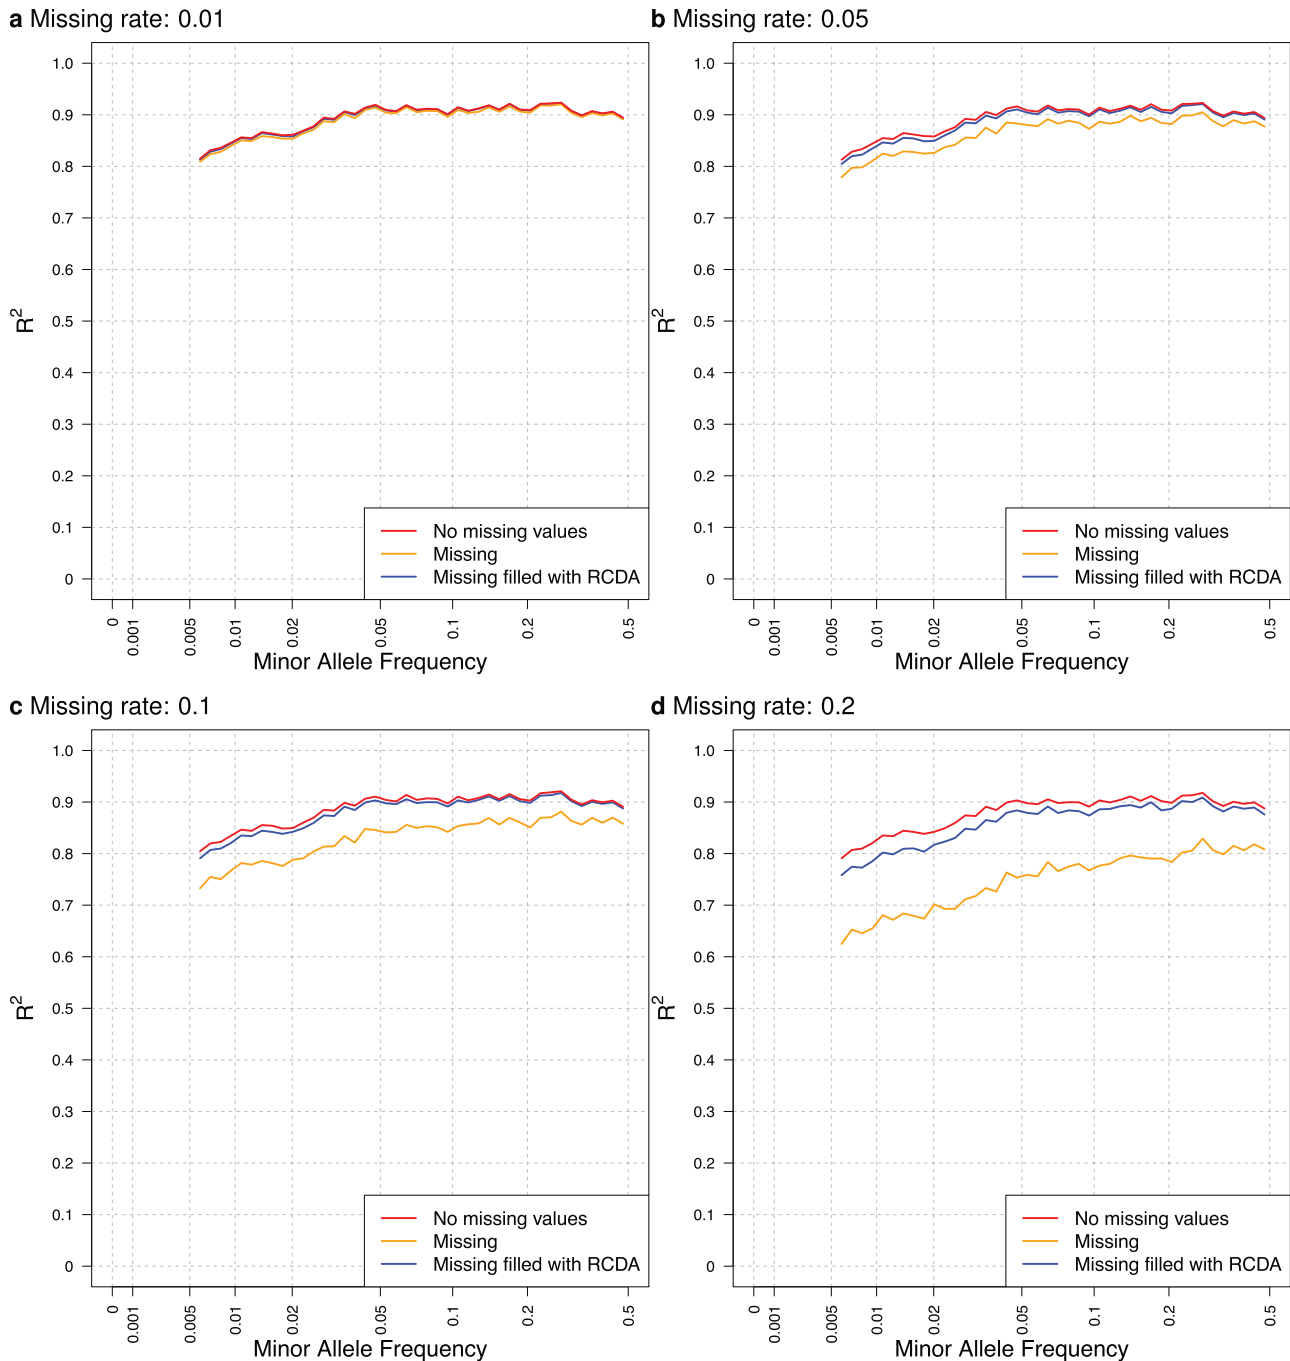 a Missing rate: 0.01
1.0
0.9
0.8
0.7
0.6
0.5
0.4
0.3
0.2
0.1
0
R2
No missing values
Missing
Missing filled with RCDA
0 0.001 0.005 0.01 0.02 0.05 0.1 0.2 0.5
Minor Allele Frequency
b Missing rate: 0.05
1.0
0.9
0.8
0.7
0.6
0.5
0.4
0.3
0.2
0.1
0
R2
No missing values
Missing
Missing filled with RCDA
0 0.001 0.005 0.01 0.02 0.05 0.1 0.2 0.5
Minor Allele Frequency
c Missing rate: 0.1
1.0
0.9
0.8
0.7
0.6
0.5
0.4
0.3
0.2
0.1
0
R2
No missing values
Missing
Missing filled with RCDA
0 0.001 0.005 0.01 0.02 0.05 0.1 0.2 0.5
Minor Allele Frequency
d Missing rate: 0.2
1.0
0.9
0.8
0.7
0.6
0.5
0.4
0.3
0.2
0.1
0
R2
No missing values
Missing
Missing filled with RCDA
0 0.001 0.005 0.01 0.02 0.05 0.1 0.2 0.5
Minor Allele Frequency